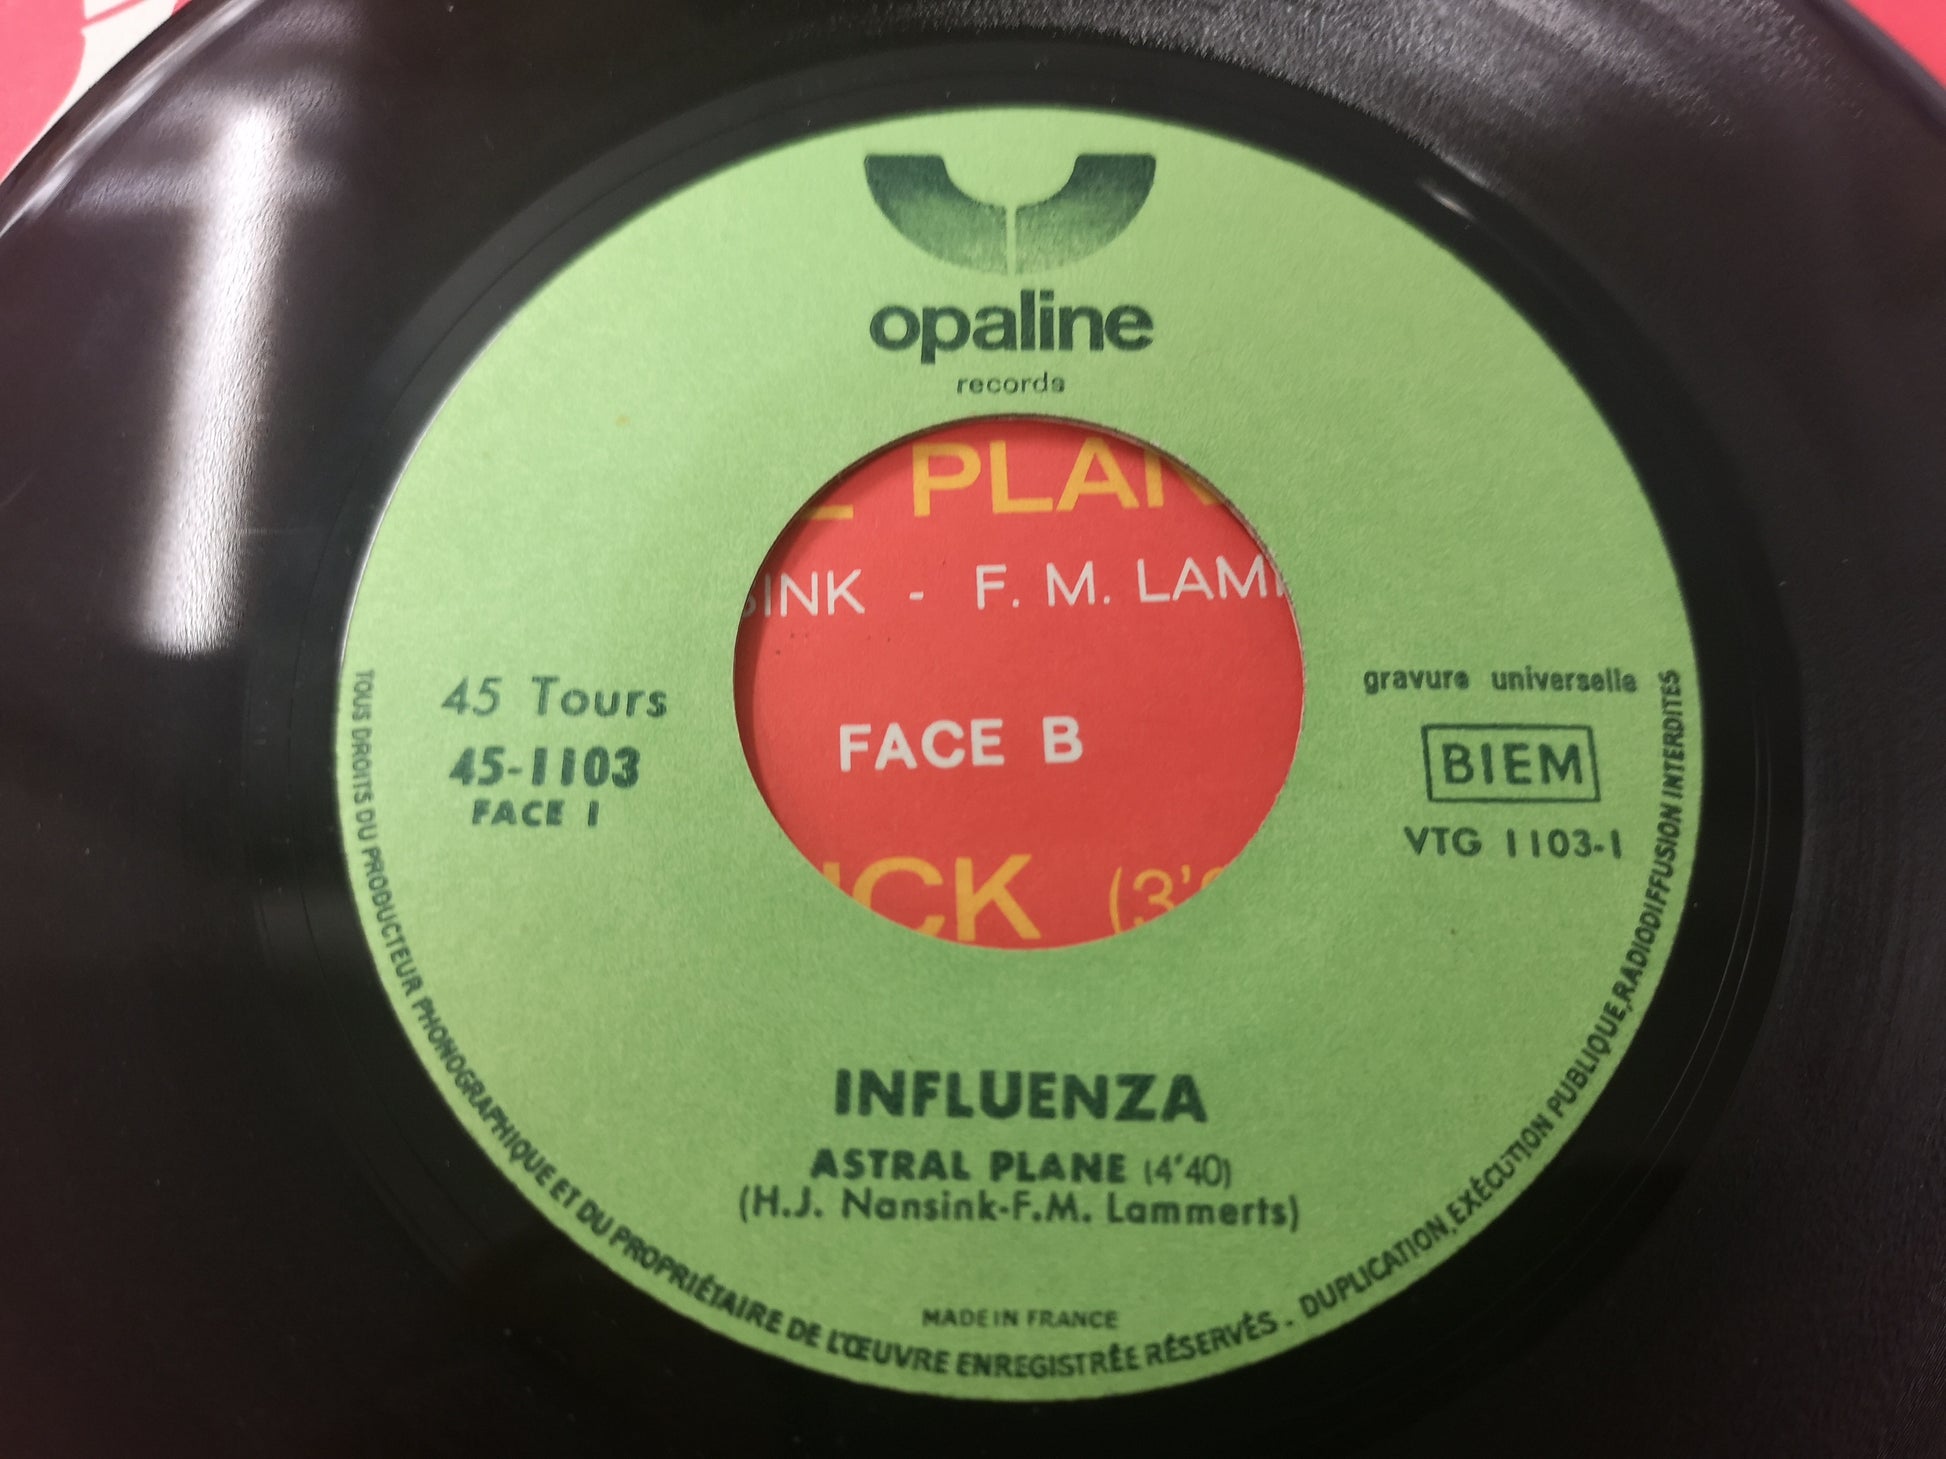 opaline
records
PLAN
INK - F. M. LAM
FACE B
CK (3'
45 Tours
45-1103
FACE 1
gravure universelle
BIEM
VTG 1103-1
INFLUENZA
ASTRAL PLANE (4'40)
(H.J. Nansink-F.M. Lammerts)
MADE IN FRANCE
TOUS DROITS DU PRODUCTEUR PHONOGRAPHIQUE ET DU PROPRIÉTAIRE DE L'ŒUVRE ENREGISTRÉE RÉSERVÉS. DUPLICATION, EXÉCUTION PUBLIQUE, RADIODIFFUSION INTERDITES